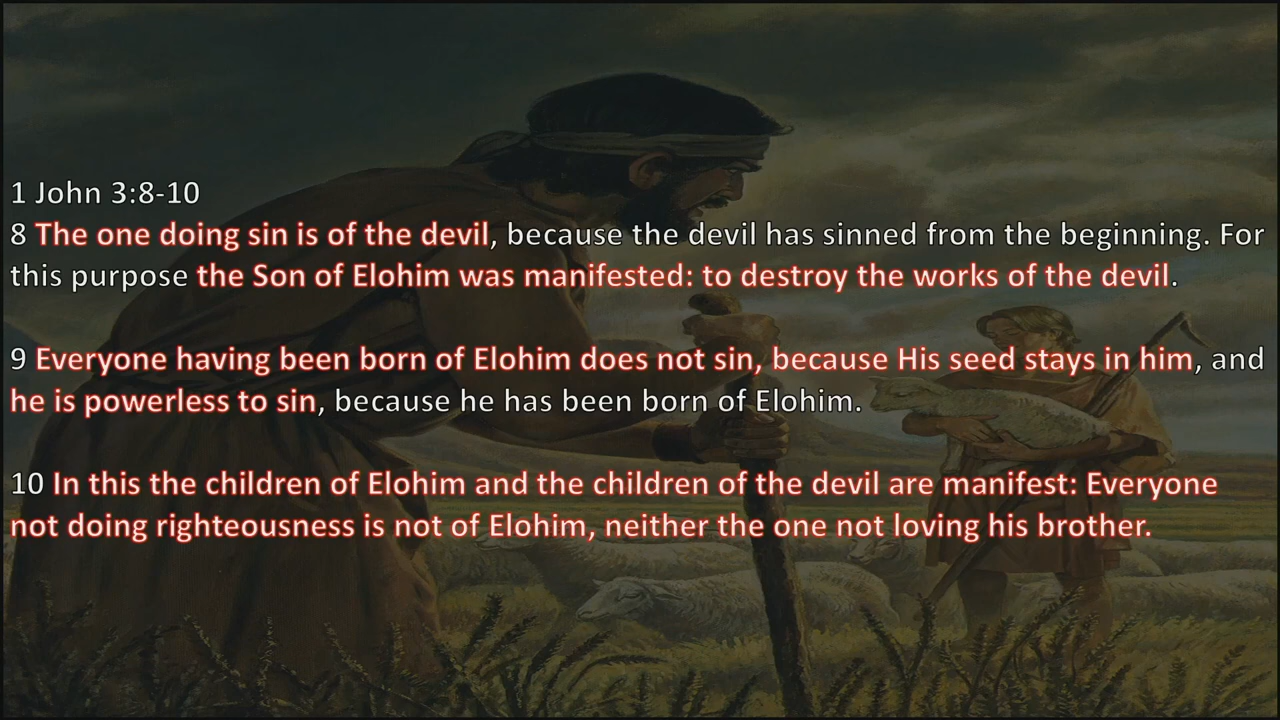 1 John 3:8-10
8 The one doing sin is of the devil, because the devil has sinned from the beginning. For
this purpose the Son of Elohim was manifested: to destroy the works of the devil.
9 Everyone having been born of Elohim does not sin, because His seed stays in him, and
he is powerless to sin, because he has been born of Elohim.
10 In this the children of Elohim and the children of the devil are manifest: Everyone
not doing righteousness is not of Elohim, neither the one not loving his brother.